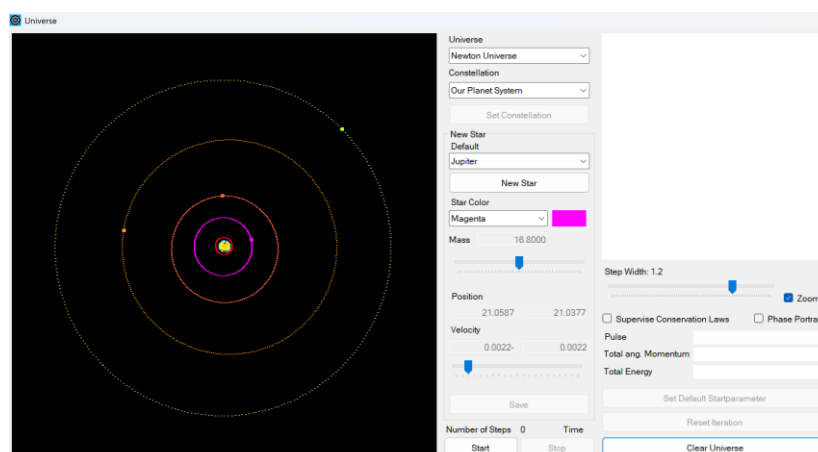 Universe
Universe
Newton Universe
Constellation
Our Planet System
Set Constellation
New Star
Default
Jupiter
New Star
Star Color
Magenta
Mass 16.8000
Position
21.0587 21.0377
Velocity
0.0022- 0.0022
Save
Number of Steps 0 Time
Start Stop
Step Width: 1.2
Zoom
Supervise Conservation Laws Phase Portra
Pulse
Total ang. Momentum
Total Energy
Set Default Startparameter
Reset Iteration
Clear Universe